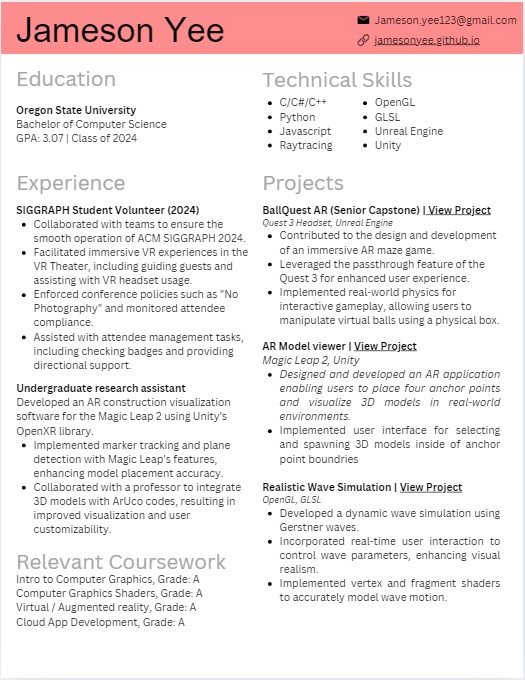 Jameson Yee
Jameson.yee123@gmail.com
jamesonyee.github.io
Education
Oregon State University
Bachelor of Computer Science
GPA: 3.07 | Class of 2024
Technical Skills
• C/C#/C++
• Python
• Javascript
• Raytracing
• OpenGL
• GLSL
• Unreal Engine
• Unity
Experience
SIGGRAPH Student Volunteer (2024)
• Collaborated with teams to ensure the
smooth operation of ACM SIGGRAPH 2024.
• Facilitated immersive VR experiences in the
VR Theater, including guiding guests and
assisting with VR headset usage.
• Enforced conference policies such as "No
Photography" and monitored attendee
compliance.
• Assisted with attendee management tasks,
including checking badges and providing
directional support.
Undergraduate research assistant
Developed an AR construction visualization
software for the Magic Leap 2 using Unity's
OpenXR library.
• Implemented marker tracking and plane
detection with Magic Leap's features,
enhancing model placement accuracy.
• Collaborated with a professor to integrate
3D models with ArUco codes, resulting in
improved visualization and user
customizability.
Relevant Coursework
Intro to Computer Graphics, Grade: A
Computer Graphics Shaders, Grade: A
Virtual / Augmented reality, Grade: A
Cloud App Development, Grade: A
Projects
BallQuest AR (Senior Capstone) | View Project
Quest 3 Headset, Unreal Engine
• Contributed to the design and development
of an immersive AR maze game.
• Leveraged the passthrough feature of the
Quest 3 for enhanced user experience.
• Implemented real-world physics for
interactive gameplay, allowing users to
manipulate virtual balls using a physical box.
AR Model viewer | View Project
Magic Leap 2, Unity
• Designed and developed an AR application
enabling users to place four anchor points
and visualize 3D models in real-world
environments.
• Implemented user interface for selecting
and spawning 3D models inside of anchor
point boundries
Realistic Wave Simulation | View Project
OpenGL, GLSL
• Developed a dynamic wave simulation using
Gerstner waves.
• Incorporated real-time user interaction to
control wave parameters, enhancing visual
realism.
• Implemented vertex and fragment shaders
to accurately model wave motion.